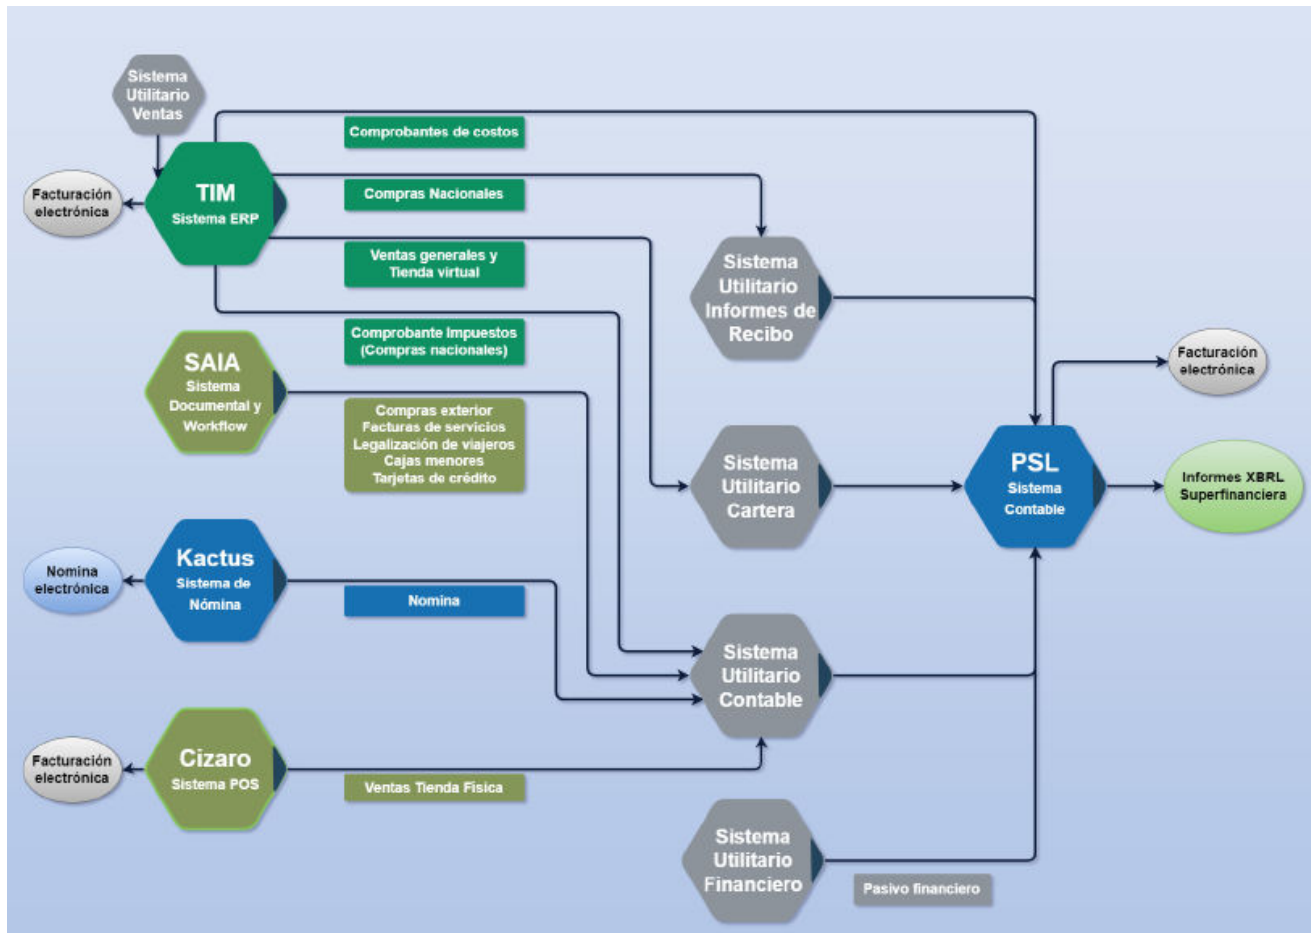 Sistema
Utilitario
Ventas
Comprobantes de costos
TIM
Sistema ERP
Facturación
electrónica
Compras Nacionales
Ventas generales y
Tienda virtual
Sistema
Utilitario
Informes de
Recibo
Comprobante Impuestos
(Compras nacionales)
SAIA
Sistema
Documental y
Workflow
Facturación
electrónica
Compras exterior
Facturas de servicios
Legalización de viajeros
Cajas menores
Tarjetas de crédito
Sistema
Utilitario
Cartera
PSL
Sistema
Contable
Informes XBRL
Superfinanciera
Kactus
Sistema de
Nómina
Nomina
electrónica
Nomina
Sistema
Utilitario
Contable
Cizaro
Sistema POS
Facturación
electrónica
Ventas Tienda Fisica
Sistema
Utilitario
Financiero
Pasivo financiero